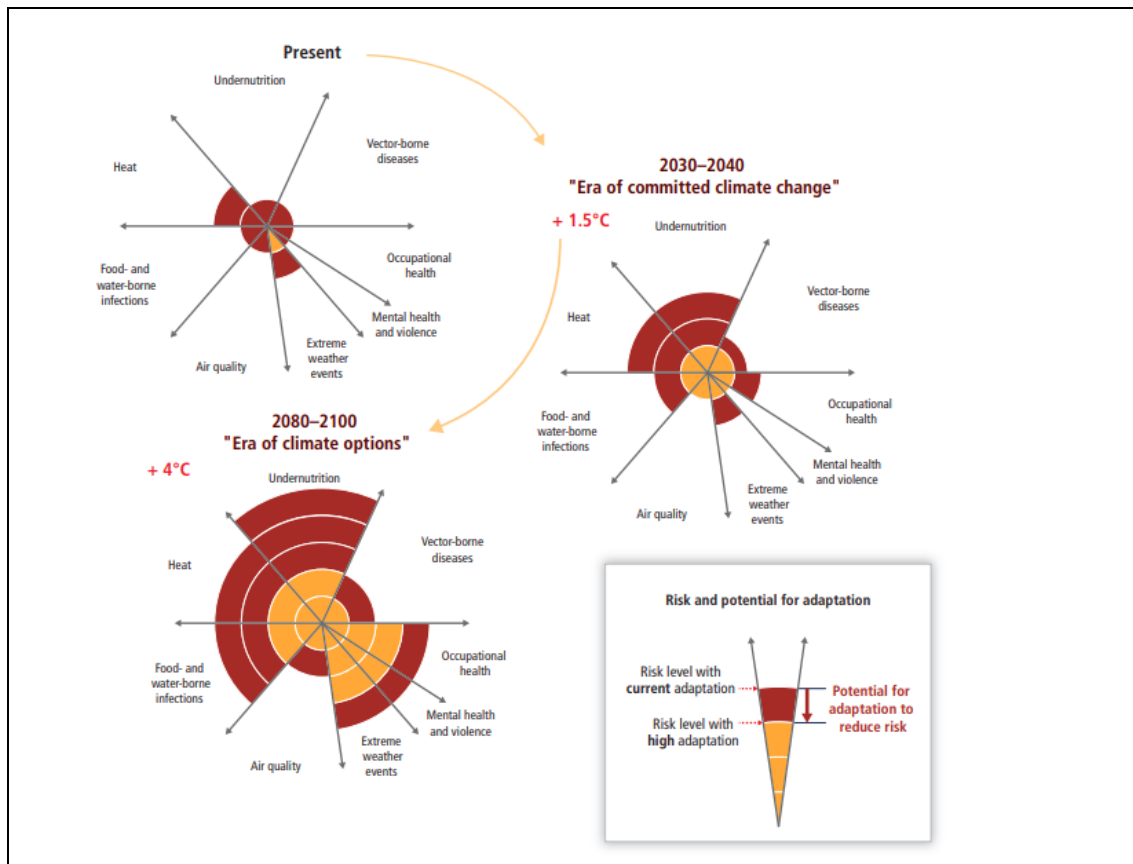 Present
Undernutrition
Vector-borne
diseases
Heat
Occupational
health
Food- and
water-borne
infections
Mental health
and violence
Extreme
weather
events
Air quality
2030–2040
"Era of committed climate change"
+ 1.5°C
Undernutrition
Vector-borne
diseases
Heat
Occupational
health
Food- and
water-borne
infections
Mental health
and violence
Extreme
weather
events
Air quality
2080–2100
"Era of climate options"
+ 4°C
Undernutrition
Vector-borne
diseases
Heat
Occupational
health
Food- and
water-borne
infections
Mental health
and violence
Extreme
weather
events
Air quality
Risk and potential for adaptation
Risk level with
current adaptation
Potential for
adaptation to
reduce risk
Risk level with
high adaptation